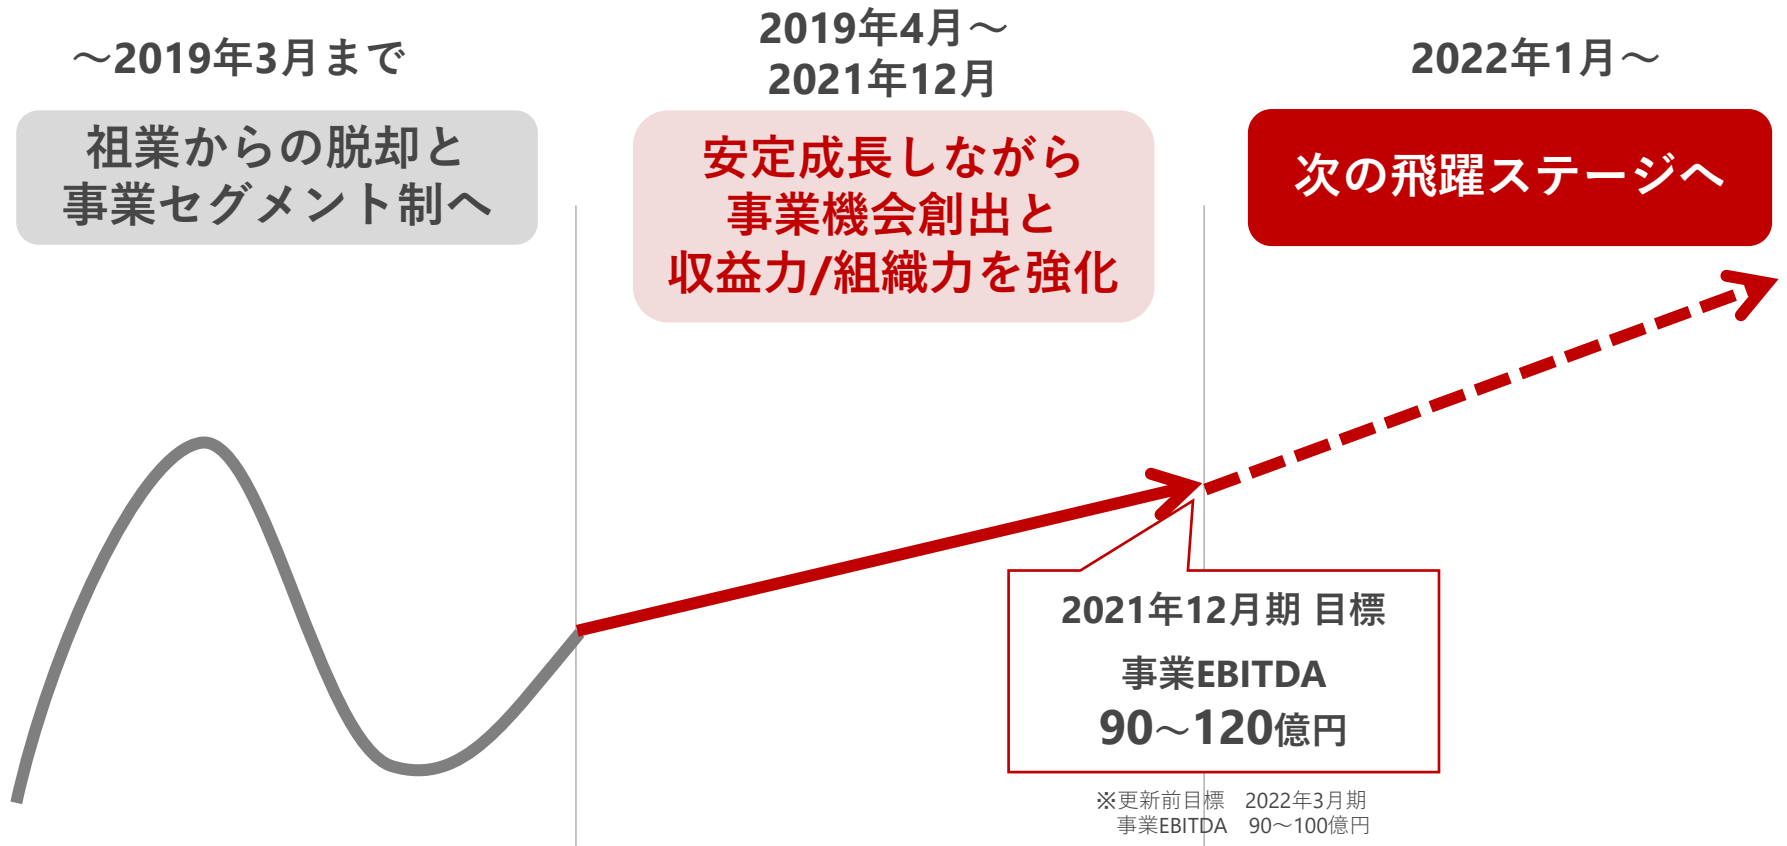 ～2019年3月まで
祖業からの脱却と
事業セグメント制へ
2019年4月～
2021年12月
安定成長しながら
事業機会創出と
収益力/組織力を強化
2022年1月～
次の飛躍ステージへ
2021年12月期 目標
事業EBITDA
90～120億円
※更新前目標　2022年3月期
事業EBITDA　90～100億円